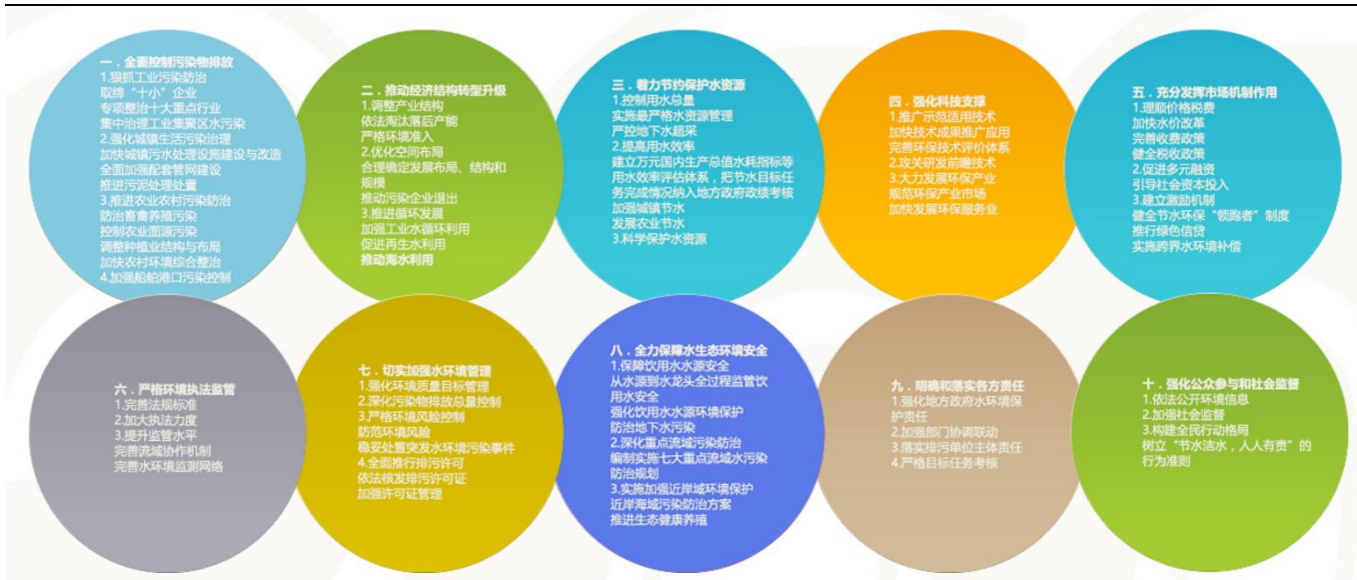 一．全面控制污染物排放
1.狠抓工业污染防治
取缔“十小”企业
专项整治十大重点行业
集中治理工业集聚区水污染
2.强化城镇生活污染治理
加快城镇污水处理设施建设与改造
全面加强配套管网建设
推进污泥处理处置
3.推进农业农村污染防治
防治畜禽养殖污染
控制农业面源污染
调整种植业结构与布局
加快农村环境综合整治
4.加强船舶港口污染控制
二．推动经济结构转型升级
1.调整产业结构
依法淘汰落后产能
严格环境准入
2.优化空间布局
合理确定发展布局、结构和
规模
推动污染企业退出
3.推进循环发展
加强工业水循环利用
促进再生水利用
推动海水利用
三．着力节约保护水资源
1.控制用水总量
实施最严格水资源管理
严控地下水超采
2.提高用水效率
建立万元国内生产总值水耗指标等
用水效率评估体系，把节水目标任
务完成情况纳入地方政府政绩考核
加强城镇节水
发展农业节水
3.科学保护水资源
四．强化科技支撑
1.推广示范适用技术
加快技术成果推广应用
完善环保技术评价体系
2.攻关研发前瞻技术
3.大力发展环保产业
规范环保产业市场
加快发展环保服务业
五．充分发挥市场机制作用
1.理顺价格税费
加快水价改革
完善收费政策
健全税收政策
2.促进多元融资
引导社会资本投入
3.建立激励机制
健全节水环保“领跑者”制度
推行绿色信贷
实施跨界水环境补偿
六．严格环境执法监管
1.完善法规标准
2.加大执法力度
3.提升监管水平
完善流域协作机制
完善水环境监测网络
七．切实加强水环境管理
1.强化环境质量目标管理
2.深化污染物排放总量控制
3.严格环境风险控制
防范环境风险
稳妥处置突发水环境污染事件
4.全面推行排污许可
依法核发排污许可证
加强许可证管理
八．全力保障水生态环境安全
1.保障饮用水水源安全
从水源到水龙头全过程监管饮
用水安全
强化饮用水水源环境保护
防治地下水污染
2.深化重点流域污染防治
编制实施七大重点流域水污染
防治规划
3.实施加强近岸域环境保护
近岸海域污染防治方案
推进生态健康养殖
九．明确和落实各方责任
1.强化地方政府水环境保
护责任
2.加强部门协调联动
3.落实排污单位主体责任
4.严格目标任务考核
十．强化公众参与和社会监督
1.依法公开环境信息
2.加强社会监督
3.构建全民行动格局
树立“节水洁水，人人有责”的
行为准则